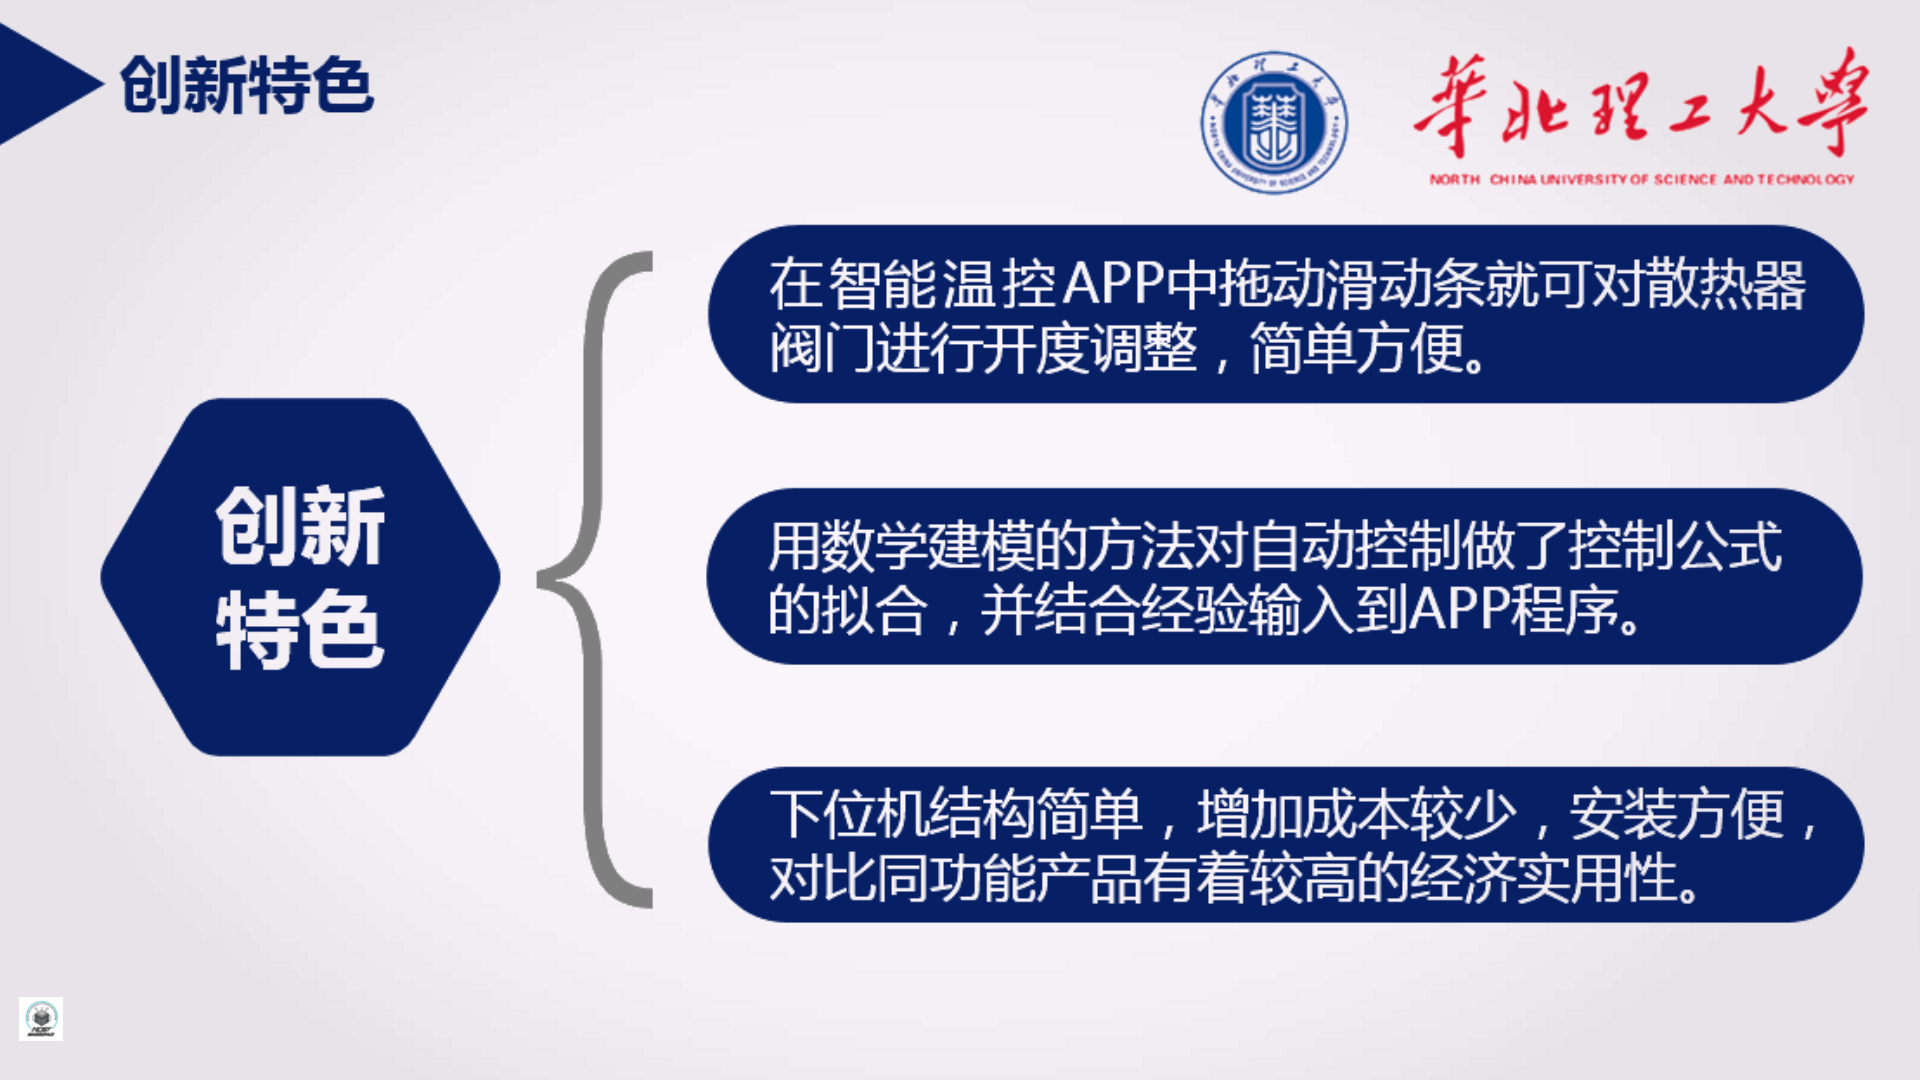 创新特色
華北理工大學
NORTH CHINA UNIVERSITY OF SCIENCE AND TECHNOLOGY
在智能温控APP中拖动滑动条就可对散热器
阀门进行开度调整，简单方便。
创新
特色
用数学建模的方法对自动控制做了控制公式
的拟合，并结合经验输入到APP程序。
下位机结构简单，增加成本较少，安装方便，
对比同功能产品有着较高的经济实用性。